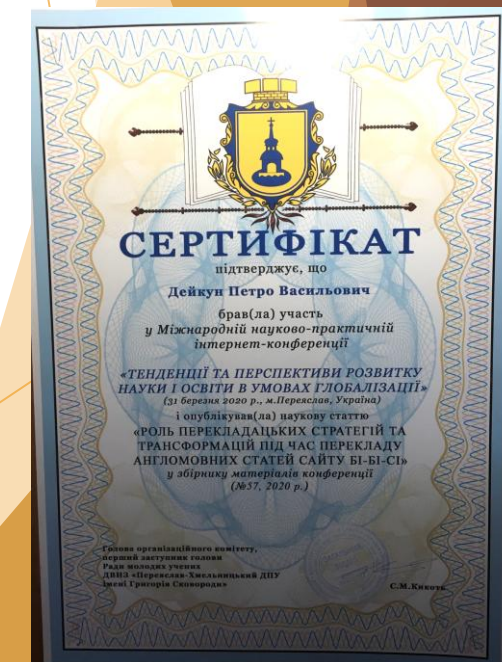 СЕРТИФІКАТ
підтверджує, що
Дейкун Петро Васильович
брав(ла) участь
у Міжнародній науково-практичній
інтернет-конференції
«ТЕНДЕНЦІЇ ТА ПЕРСПЕКТИВИ РОЗВИТКУ
НАУКИ І ОСВІТИ В УМОВАХ ГЛОБАЛІЗАЦІЇ»
(31 березня 2020 р., м.Переяслав, Україна)
і опублікував(ла) наукову статтю
«РОЛЬ ПЕРЕКЛАДАЦЬКИХ СТРАТЕГІЙ ТА
ТРАНСФОРМАЦІЙ ПІД ЧАС ПЕРЕКЛАДУ
АНГЛОМОВНИХ СТАТЕЙ САЙТУ БІ-БІ-СІ»
у збірнику матеріалів конференції
(№57, 2020 р.)
Голова організаційного комітету,
перший заступник голови
Ради молодих учених
ДВНЗ «Переяслав-Хмельницький ДПУ
імені Григорія Сковороди»
С.М.Кикоть